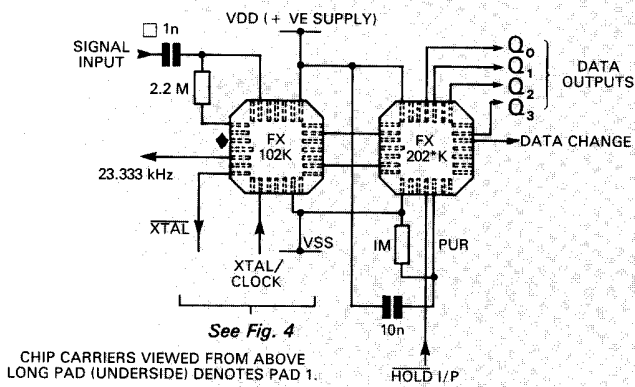 1n
VDD (+ VE SUPPLY)
SIGNAL
INPUT
2.2 M
FX
102K
FX
202*K
Q0
Q1
Q2
Q3
DATA
OUTPUTS
DATA CHANGE
23.333 kHz
XTAL
XTAL/
CLOCK
VSS
IM
PUR
10n
See Fig. 4
CHIP CARRIERS VIEWED FROM ABOVE
LONG PAD (UNDERSIDE) DENOTES PAD 1.
HOLD I/P